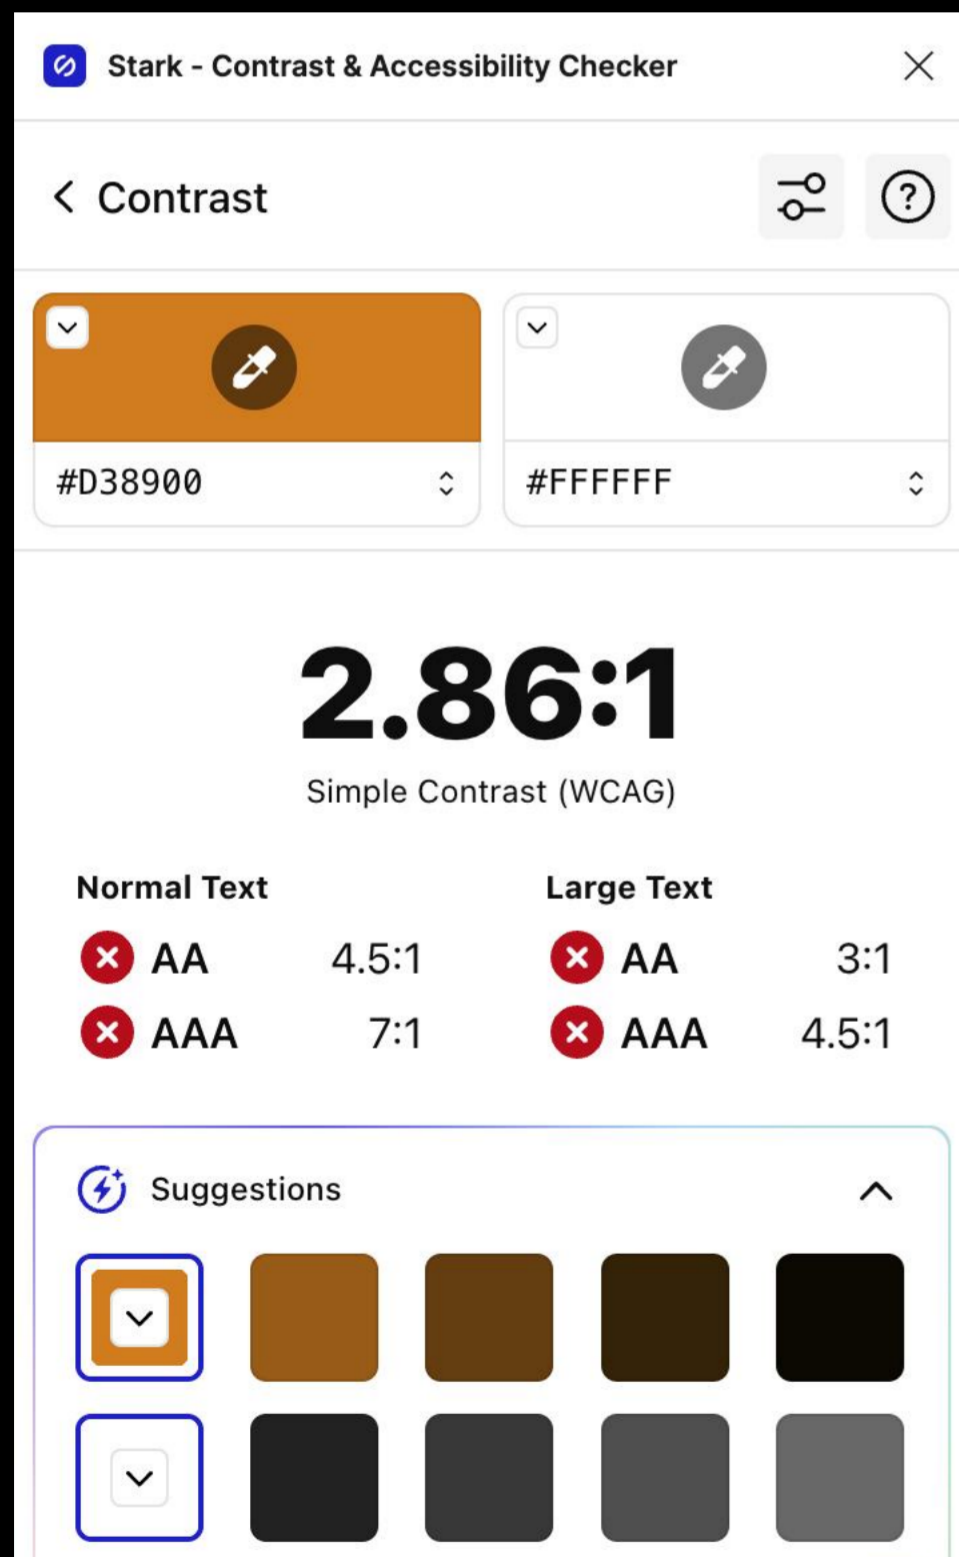 Stark - Contrast & Accessibility Checker
Contrast
#D38900 #FFFFFF
2.86:1
Simple Contrast (WCAG)
Normal Text Large Text
AA 4.5:1 AA 3:1
AAA 7:1 AAA 4.5:1
Suggestions